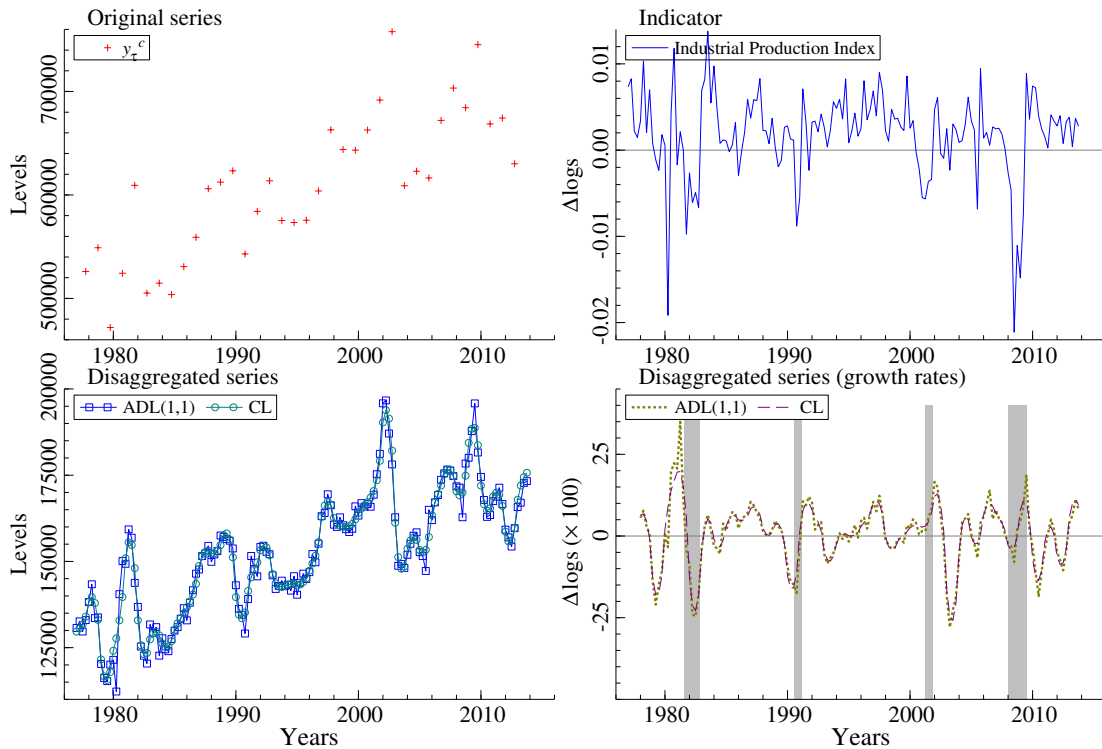 Original series
y_τ^c
Levels
700000
600000
500000
1980 1990 2000 2010
Indicator
Industrial Production Index
Δlogs
0.01
0.00
-0.01
-0.02
1980 1990 2000 2010
Disaggregated series
ADL(1,1) CL
Levels
200000
175000
150000
125000
1980 1990 2000 2010
Years
Disaggregated series (growth rates)
ADL(1,1) CL
Δlogs (× 100)
25
0
-25
1980 1990 2000 2010
Years